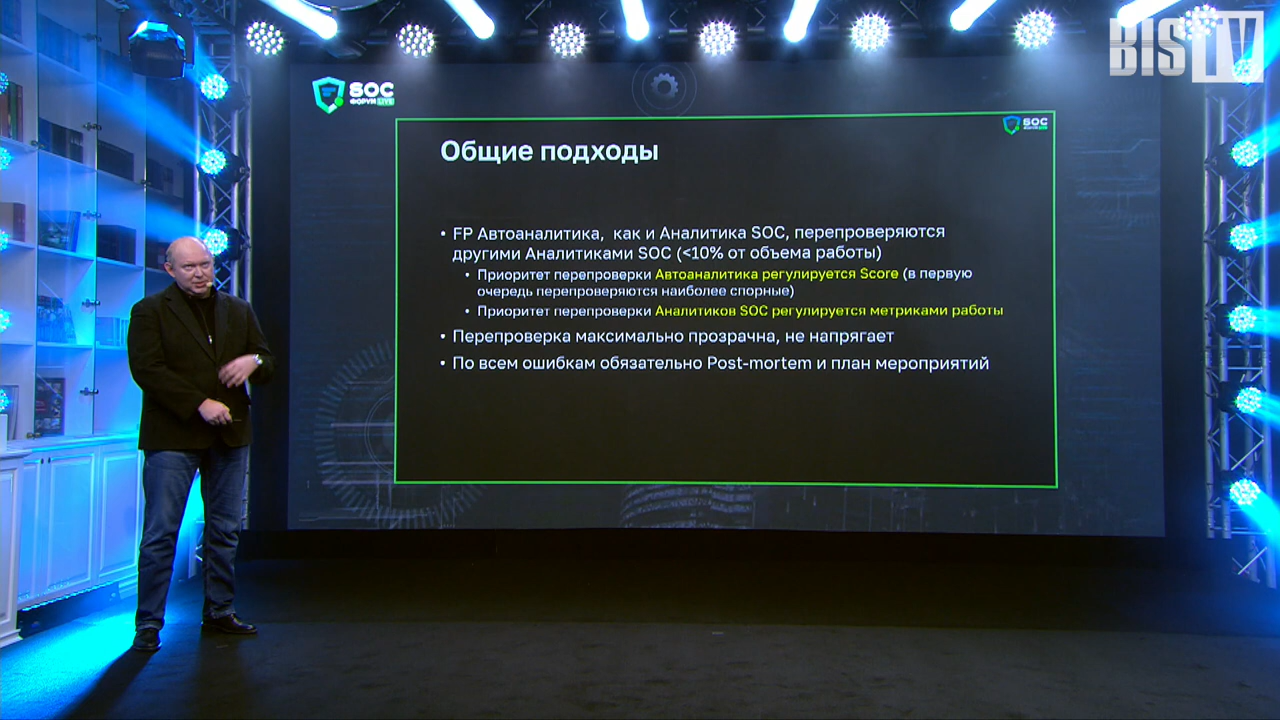 BIS TV
SOC
ФОРУМ LIVE
SOC
Общие подходы
• FP Автоаналитика, как и Аналитика SOC, перепроверяются
другими Аналитиками SOC (<10% от объема работы)
• Приоритет перепроверки Автоаналитика регулируется Score (в первую
очередь перепроверяются наиболее спорные)
• Приоритет перепроверки Аналитиков SOC регулируется метриками работы
• Перепроверка максимально прозрачна, не напрягает
• По всем ошибкам обязательно Post-mortem и план мероприятий